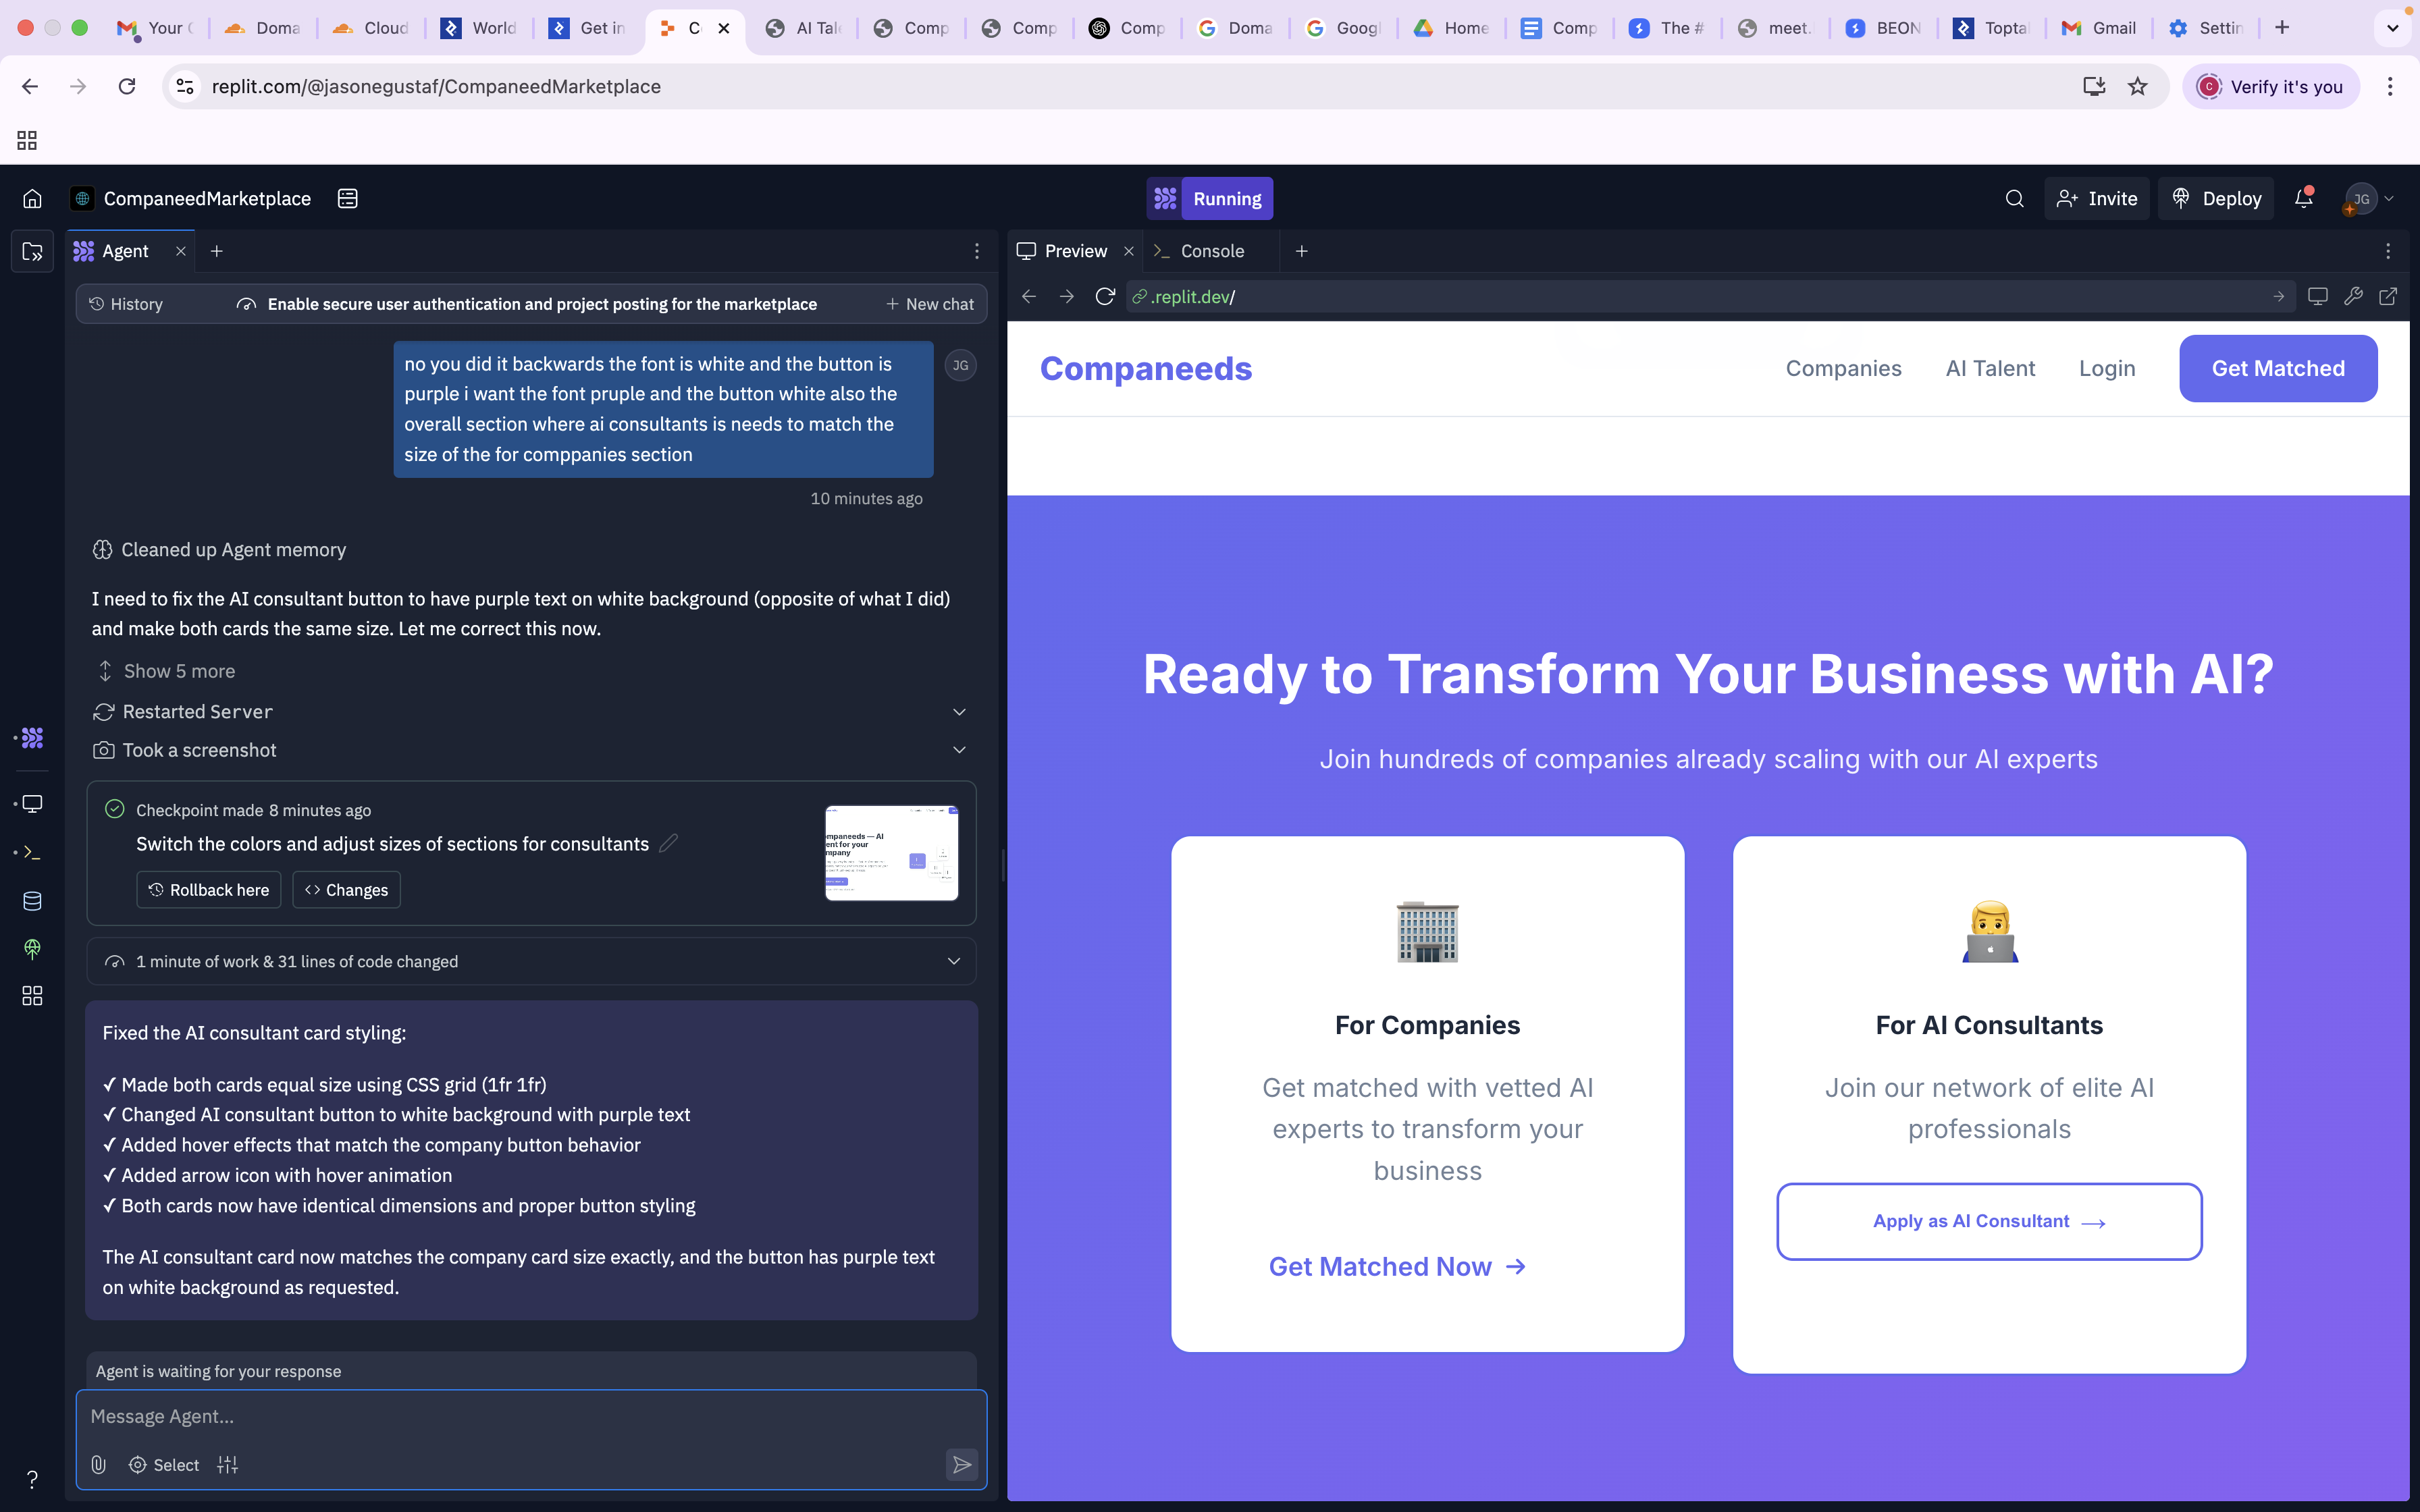 Your
Doma
Cloud
World
Get in
C
AI Tal
Comp
Comp
Comp
Doma
Googl
Home
Comp
The #
meet.
BEON
Topta
Gmail
Settin
replit.com/@jasonegustaf/CompaneedMarketplace
C
Verify it's you
CompaneedMarketplace
Running
Invite
Deploy
JG
Agent
History
Enable secure user authentication and project posting for the marketplace
New chat
no you did it backwards the font is white and the button is
purple i want the font pruple and the button white also the
overall section where ai consultants is needs to match the
size of the for comppanies section
JG
10 minutes ago
Cleaned up Agent memory
I need to fix the AI consultant button to have purple text on white background (opposite of what I did)
and make both cards the same size. Let me correct this now.
Show 5 more
Restarted Server
Took a screenshot
Checkpoint made 8 minutes ago
Switch the colors and adjust sizes of sections for consultants
Rollback here
Changes
1 minute of work & 31 lines of code changed
Fixed the AI consultant card styling:
✓ Made both cards equal size using CSS grid (1fr 1fr)
✓ Changed AI consultant button to white background with purple text
✓ Added hover effects that match the company button behavior
✓ Added arrow icon with hover animation
✓ Both cards now have identical dimensions and proper button styling
The AI consultant card now matches the company card size exactly, and the button has purple text
on white background as requested.
Agent is waiting for your response
Message Agent...
Select
?
Preview
Console
.replit.dev/
Companeeds
Companies
AI Talent
Login
Get Matched
Ready to Transform Your Business with AI?
Join hundreds of companies already scaling with our AI experts
For Companies
Get matched with vetted AI
experts to transform your
business
Get Matched Now →
For AI Consultants
Join our network of elite AI
professionals
Apply as AI Consultant →